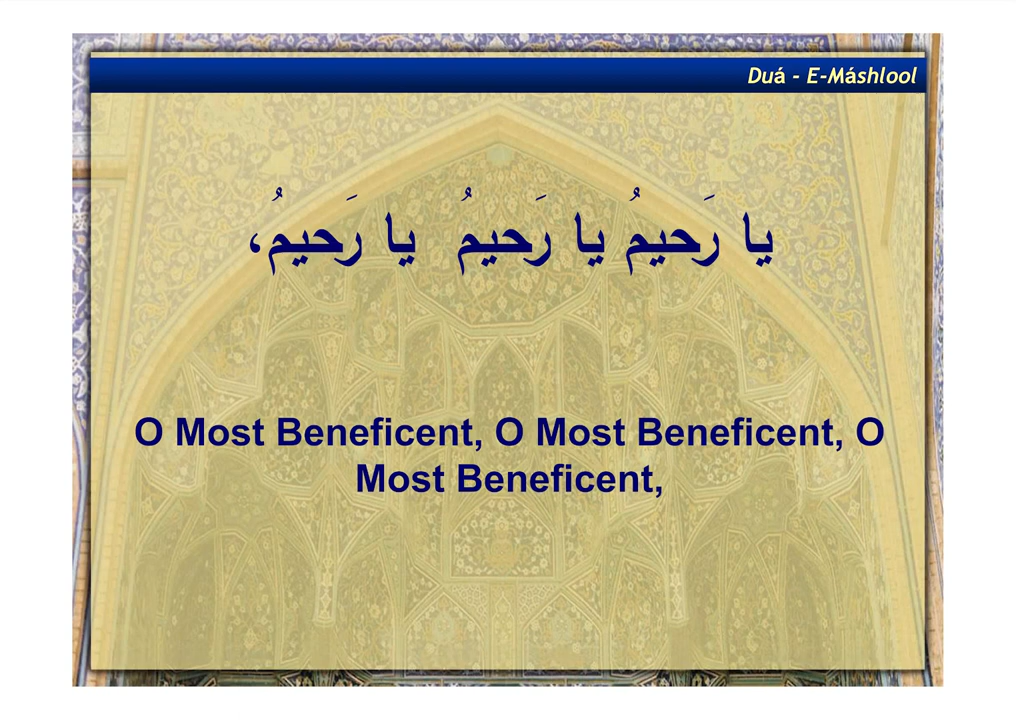 Duá - E-Máshlool
يا رَحيمُ يا رَحيمُ يا رَحيمُ،
O Most Beneficent, O Most Beneficent, O
Most Beneficent,